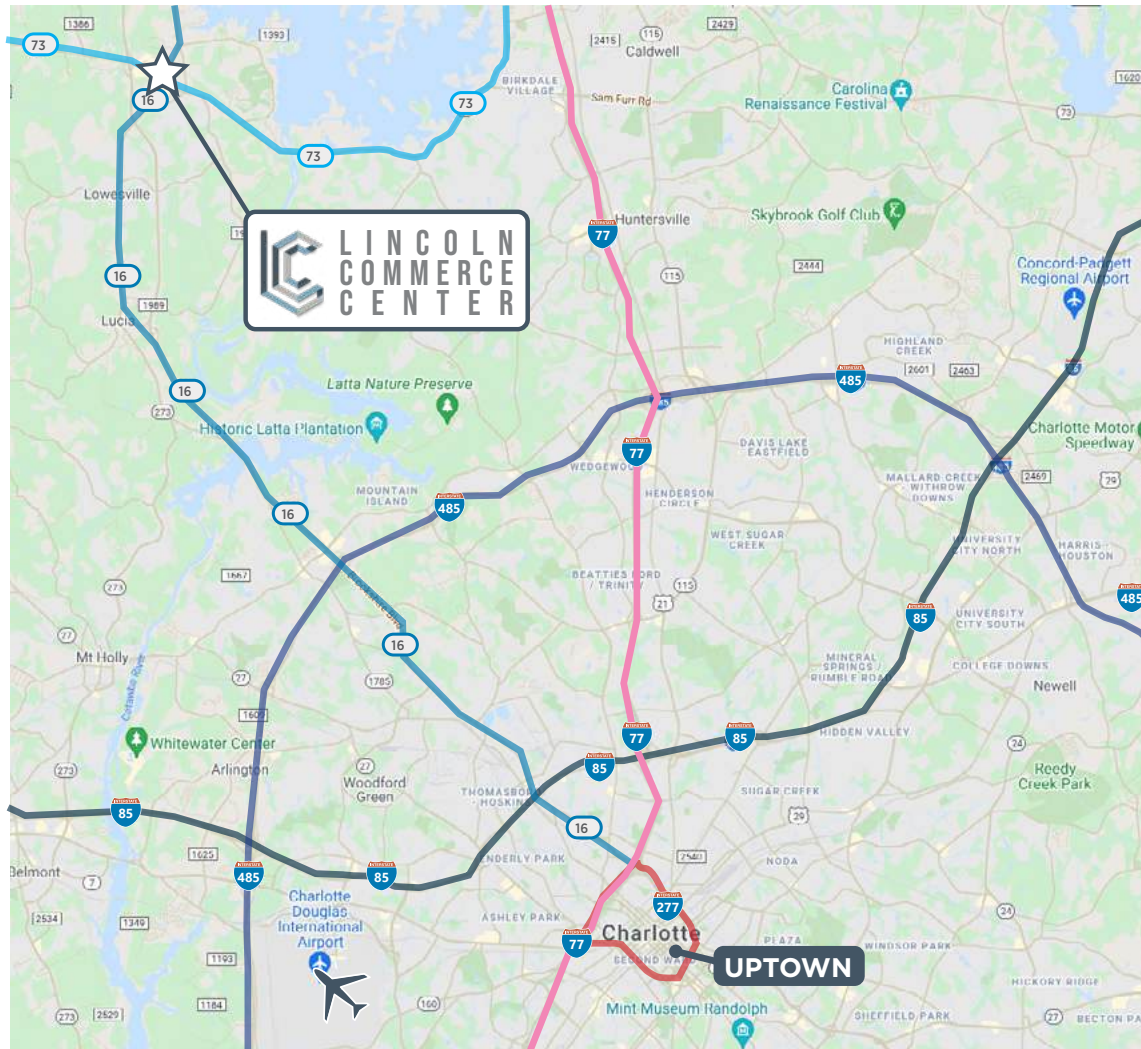 1386
1393
2415
115
Caldwell
2429
73
BIRKDALE
VILLAGE
Sam Furr Rd
Carolina
Renaissance Festival
1620
16
73
73
73
Lowesville
Huntersville
77
Skybrook Golf Club
LINCOLN
COMMERCE
CENTER
115
2444
Concord-Padgett
Regional Airport
16
1989
Lucia
HIGHLAND
CREEK
2601
2463
485
16
273
Latta Nature Preserve
Historic Latta Plantation
77
DAVIS LAKE
EASTFIELD
Charlotte Motor
Speedway
MALLARD CREEK
- WITHROW
DOWNS
2469
29
MOUNTAIN
ISLAND
485
HENDERSON
CIRCLE
16
WEST SUGAR
CREEK
UNIVERSITY
CITY NORTH
HARRIS-
HOUSTON
1667
273
BEATTIES FORD
/ TRINITY
115
21
485
85
UNIVERSITY
CITY SOUTH
27
Mt Holly
16
Catawba River
27
1785
MINERAL
SPRINGS /
RUMBLE ROAD
COLLEGE DOWNS
Newell
Whitewater Center
77
85
HIDDEN VALLEY
24
273
Arlington
27
Woodford
Green
85
THOMASBORO
- HOSKINS
SUGAR CREEK
Reedy
Creek Park
85
16
29
1625
ENDERLY PARK
2540
NODA
Belmont
7
485
85
Charlotte
Douglas
International
Airport
277
24
2534
1349
ASHLEY PARK
77
Charlotte
PLAZA
WINDSOR PARK
1193
UPTOWN
HICKORY RIDGE
1184
160
Mint Museum Randolph
SHEFFIELD PARK
273
2529
27